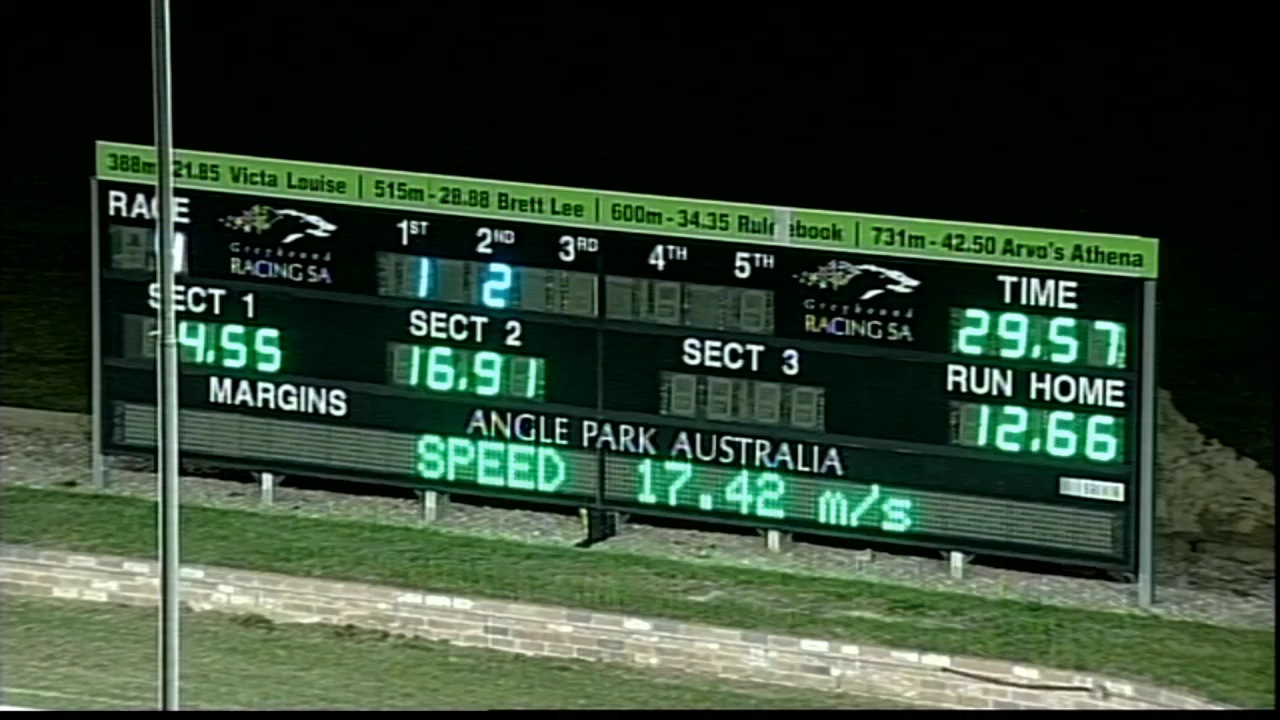 388m-21.85 Victa Louise | 515m-28.88 Brett Lee | 600m-34.35 Rulebook | 731m-42.50 Arvo's Athena
RACE
Greyhound
RACING SA
1ST 2ND 3RD 4TH 5TH
1 2
Greyhound
RACING SA
TIME
29.57
SECT 1
4.55
SECT 2
16.91
SECT 3
RUN HOME
12.66
MARGINS
ANGLE PARK AUSTRALIA
SPEED 17.42 m/s